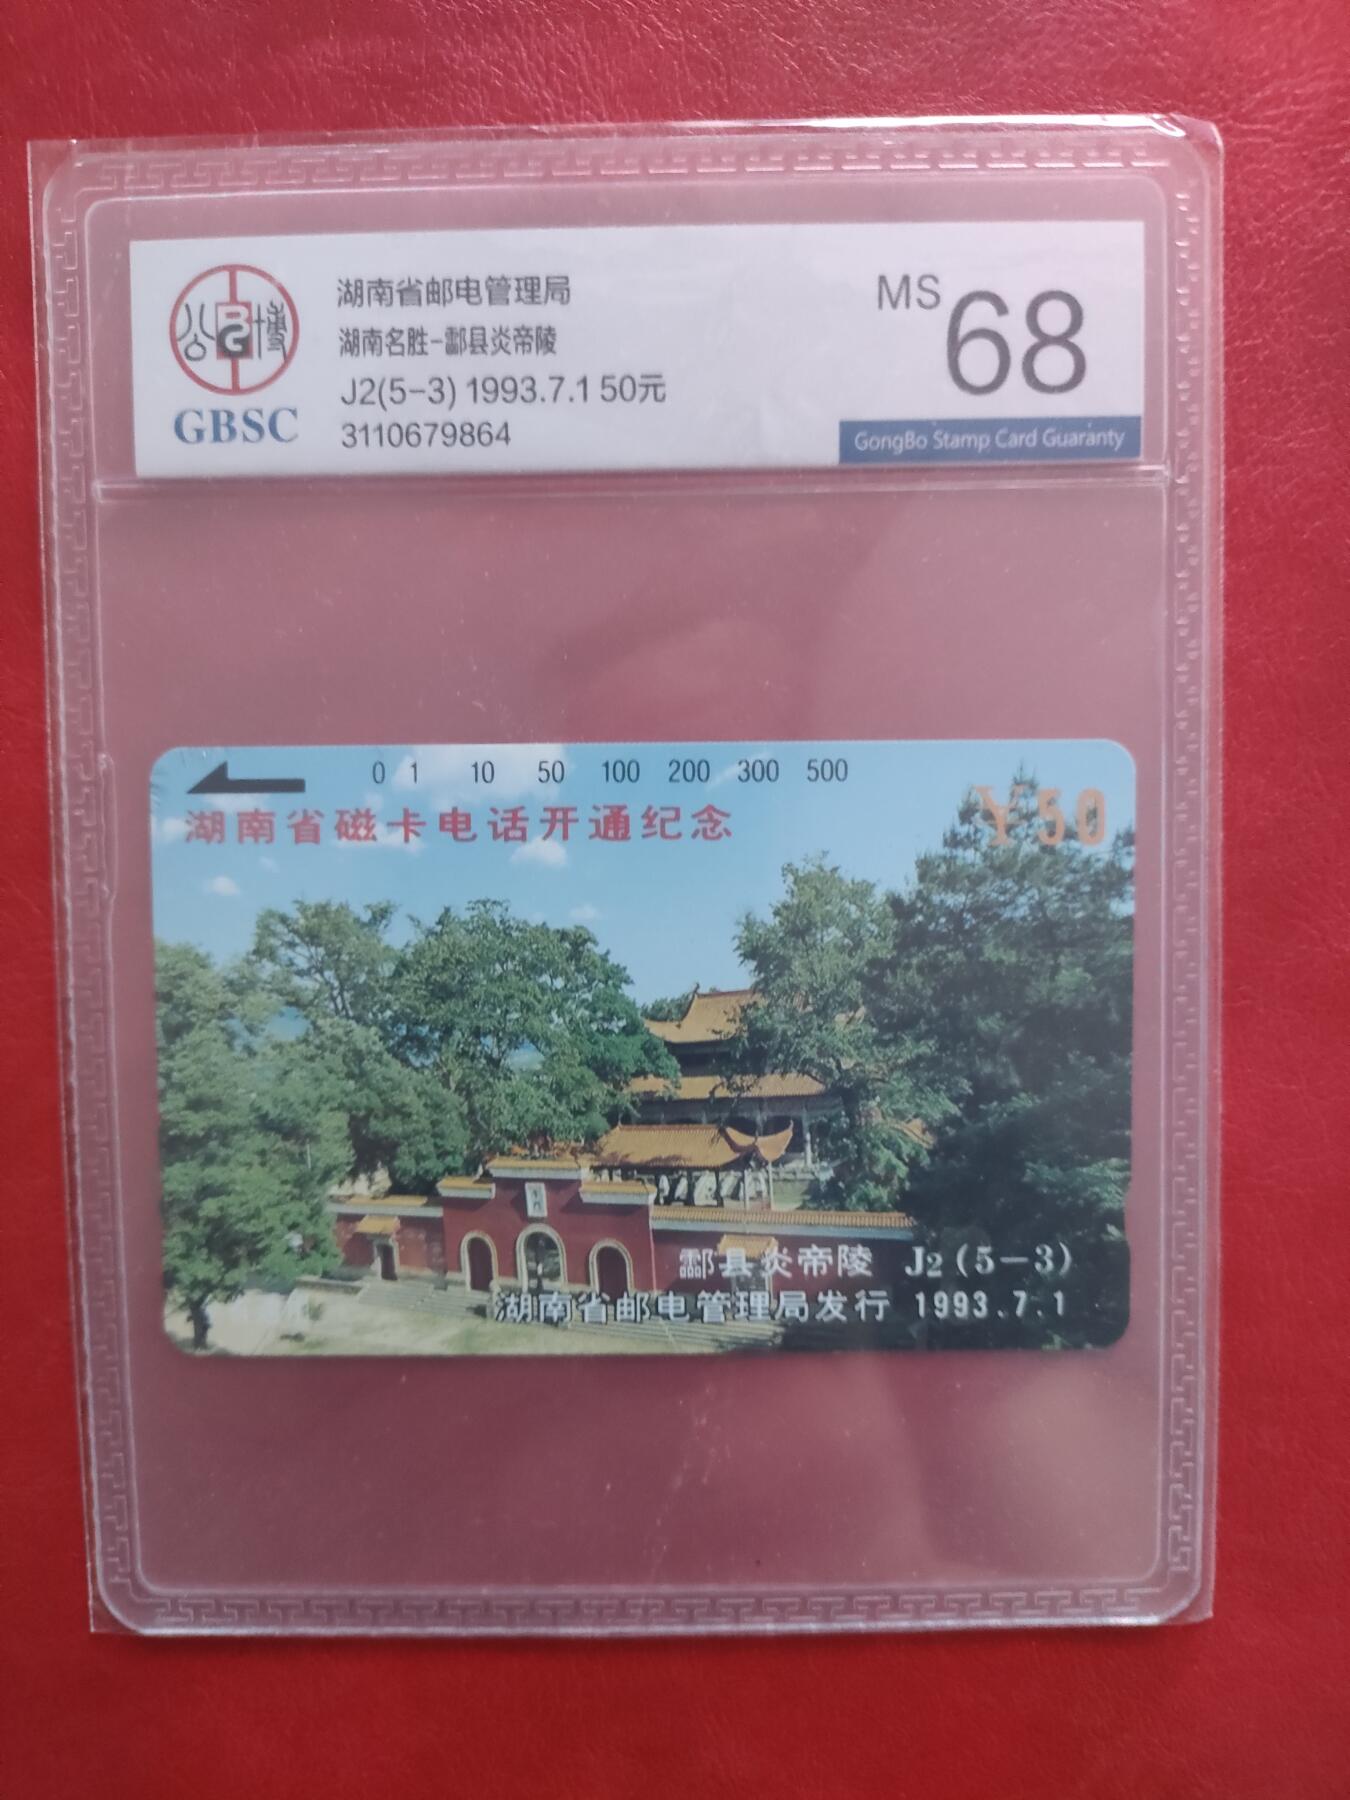 公 BG 博
GBSC
湖南省邮电管理局
湖南名胜-酃县炎帝陵
J2(5-3) 1993.7.1 50元
3110679864
MS 68
GongBo Stamp Card Guaranty
0 1 10 50 100 200 300 500
湖南省磁卡电话开通纪念
￥50
酃县炎帝陵 J2(5-3)
湖南省邮电管理局发行 1993.7.1